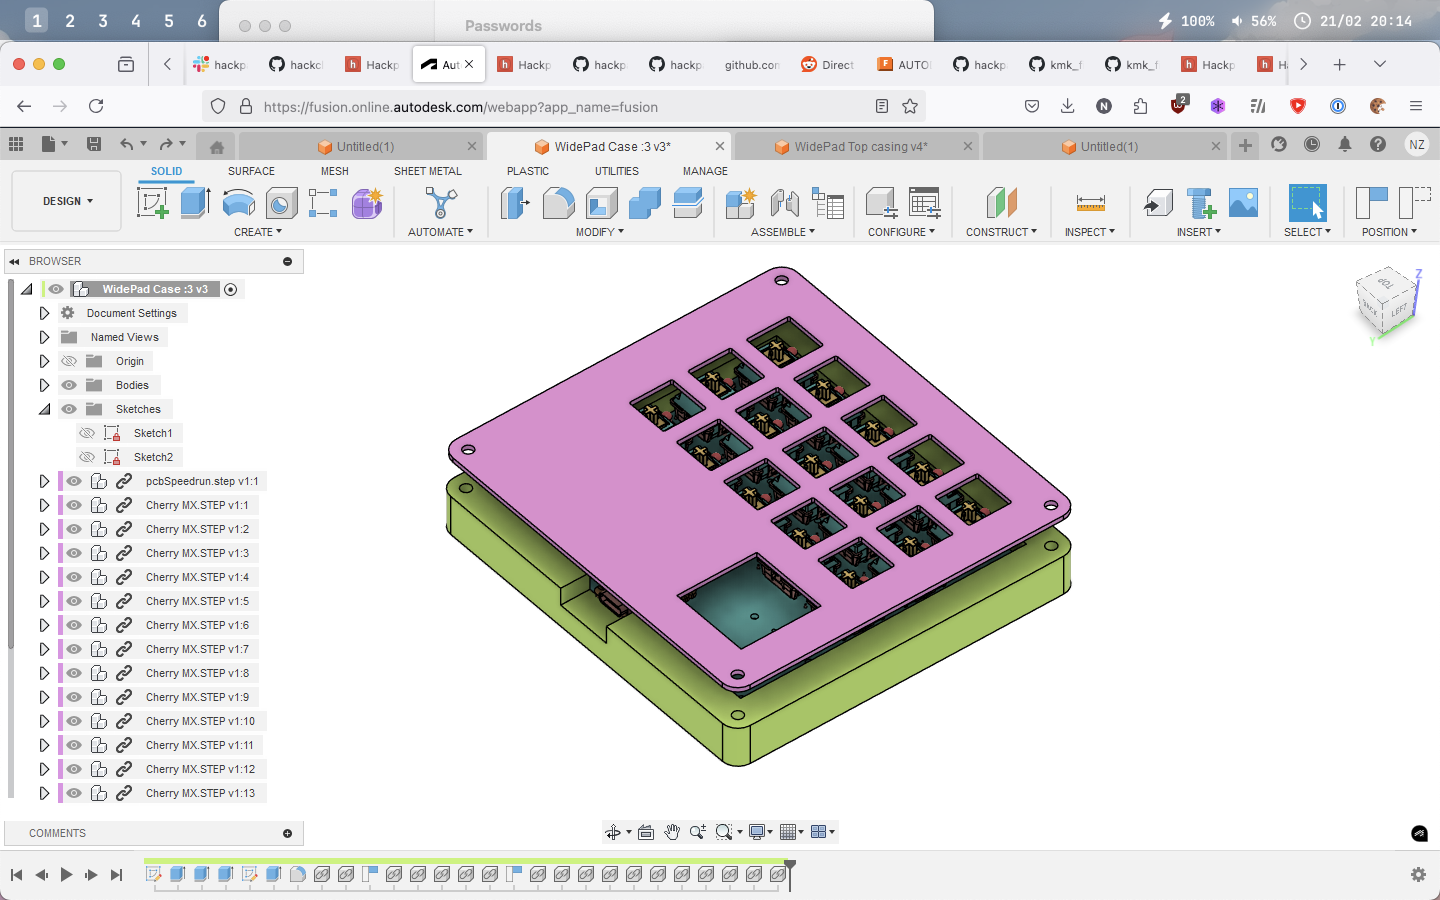 1 2 3 4 5 6
Passwords
100% 56% 21/02 20:14
hackp hackcl Hackp Aut Hackp hackp hackp github.com Direct AUTO hackp kmk_f kmk_f Hackp Ha
https://fusion.online.autodesk.com/webapp?app_name=fusion
2
Untitled(1) WidePad Case :3 v3* WidePad Top casing v4* Untitled(1) NZ
SOLID SURFACE MESH SHEET METAL PLASTIC UTILITIES MANAGE
DESIGN
CREATE AUTOMATE MODIFY ASSEMBLE CONFIGURE CONSTRUCT INSPECT INSERT SELECT POSITION
BROWSER
WidePad Case :3 v3
Document Settings
Named Views
Origin
Bodies
Sketches
Sketch1
Sketch2
pcbSpeedrun.step v1:1
Cherry MX.STEP v1:1
Cherry MX.STEP v1:2
Cherry MX.STEP v1:3
Cherry MX.STEP v1:4
Cherry MX.STEP v1:5
Cherry MX.STEP v1:6
Cherry MX.STEP v1:7
Cherry MX.STEP v1:8
Cherry MX.STEP v1:9
Cherry MX.STEP v1:10
Cherry MX.STEP v1:11
Cherry MX.STEP v1:12
Cherry MX.STEP v1:13
Z
TOP
BACK LEFT
Y
COMMENTS